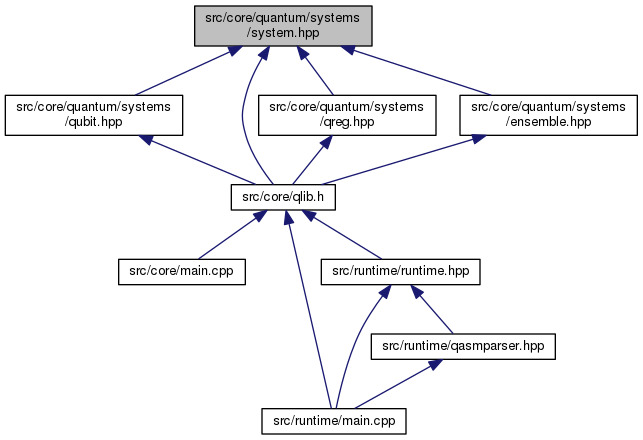 src/core/quantum/systems
/system.hpp
src/core/quantum/systems
/qubit.hpp
src/core/quantum/systems
/qreg.hpp
src/core/quantum/systems
/ensemble.hpp
src/core/qlib.h
src/core/main.cpp
src/runtime/runtime.hpp
src/runtime/qasmparser.hpp
src/runtime/main.cpp